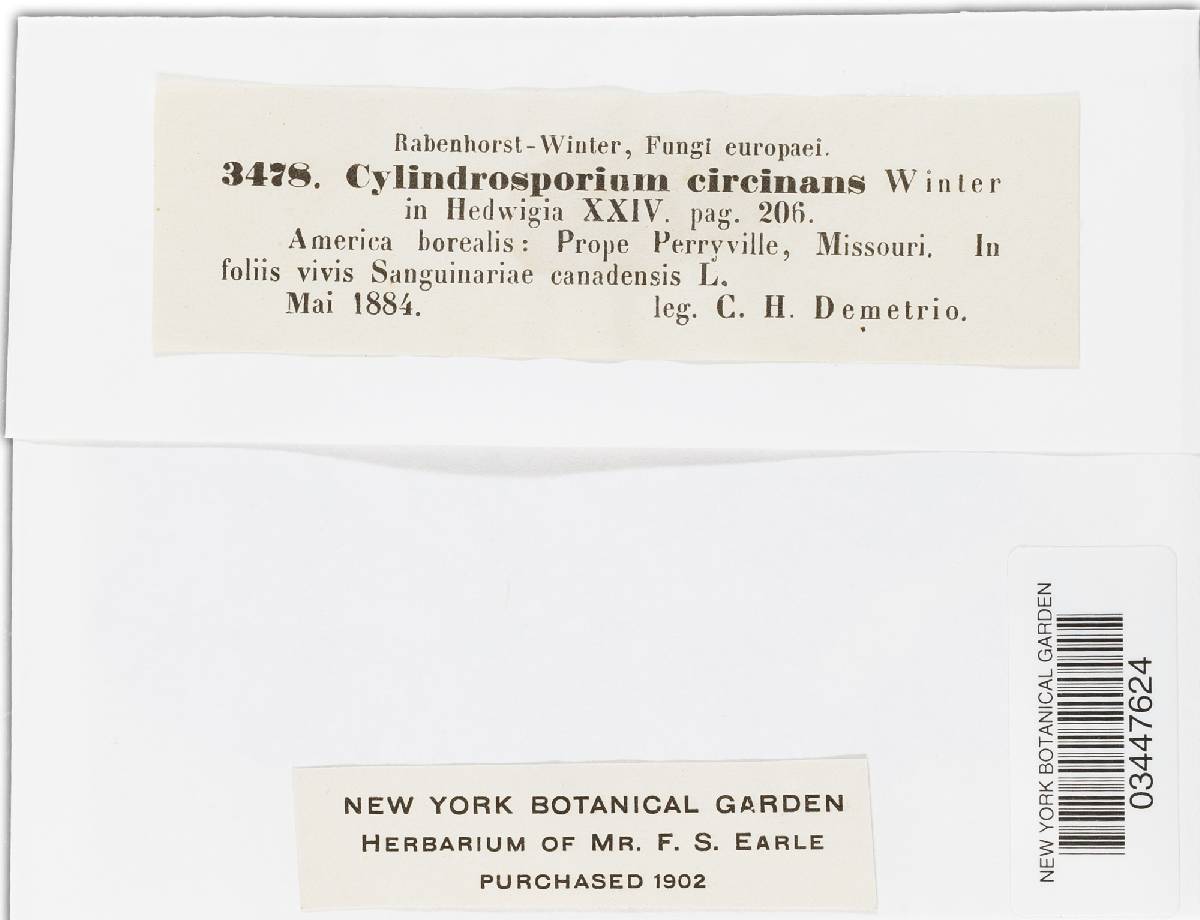 Rabenhorst-Winter, Fungi europaei.
3478. Cylindrosporium circinans Winter
in Hedwigia XXIV. pag. 206.
America borealis: Prope Perryville, Missouri. In
foliis vivis Sanguinariae canadensis L.
Mai 1884. leg. C. H. Demetrio.
NEW YORK BOTANICAL GARDEN
03447624
NEW YORK BOTANICAL GARDEN
HERBARIUM OF MR. F. S. EARLE
PURCHASED 1902